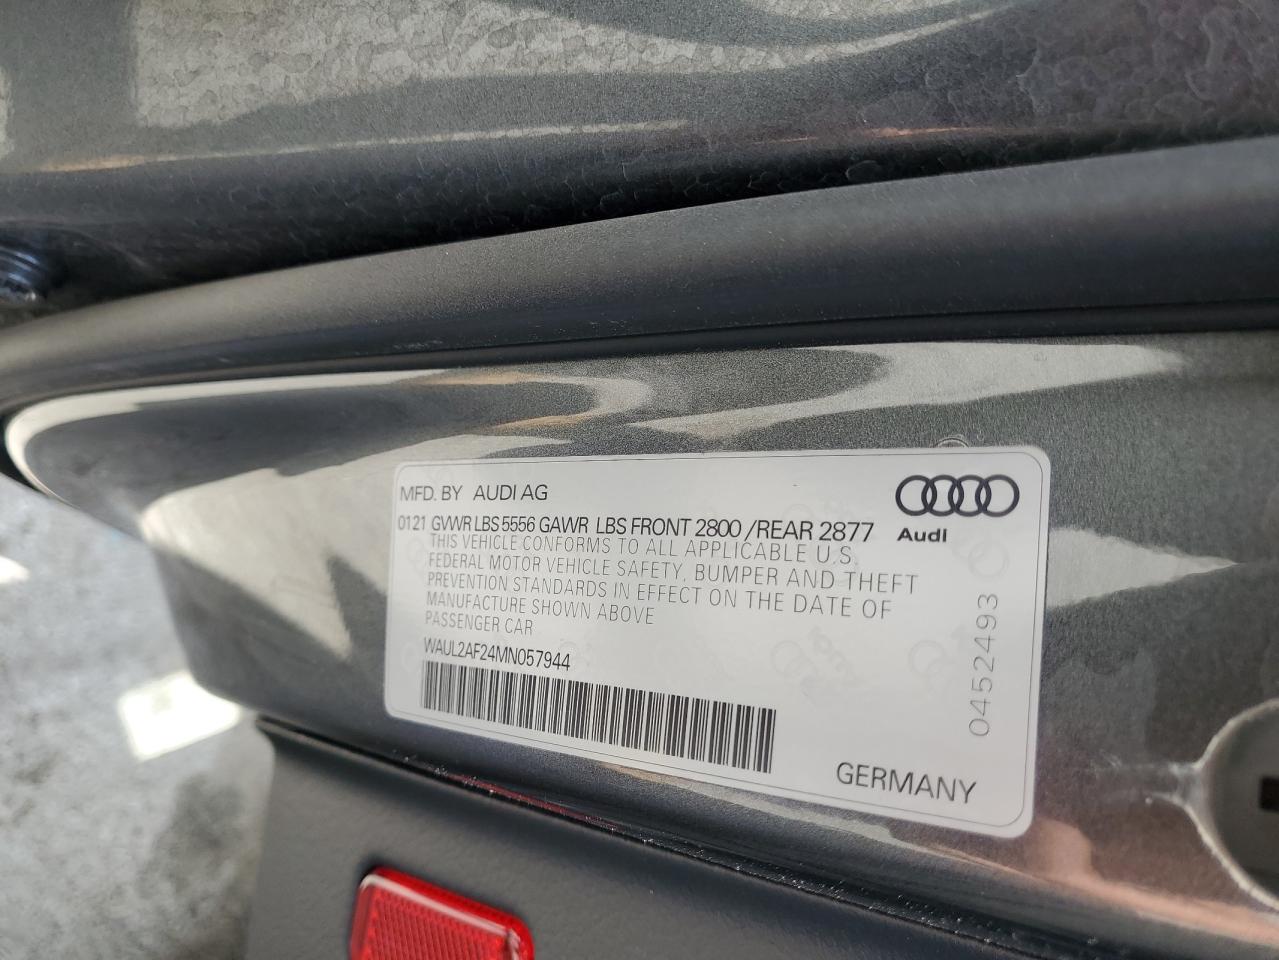 MFD. BY AUDI AG
0121 GVWR LBS 5556 GAWR LBS FRONT 2800 /REAR 2877
Audi
THIS VEHICLE CONFORMS TO ALL APPLICABLE U.S.
FEDERAL MOTOR VEHICLE SAFETY, BUMPER AND THEFT
PREVENTION STANDARDS IN EFFECT ON THE DATE OF
MANUFACTURE SHOWN ABOVE
PASSENGER CAR
WAUL2AF24MN057944
0452493
GERMANY